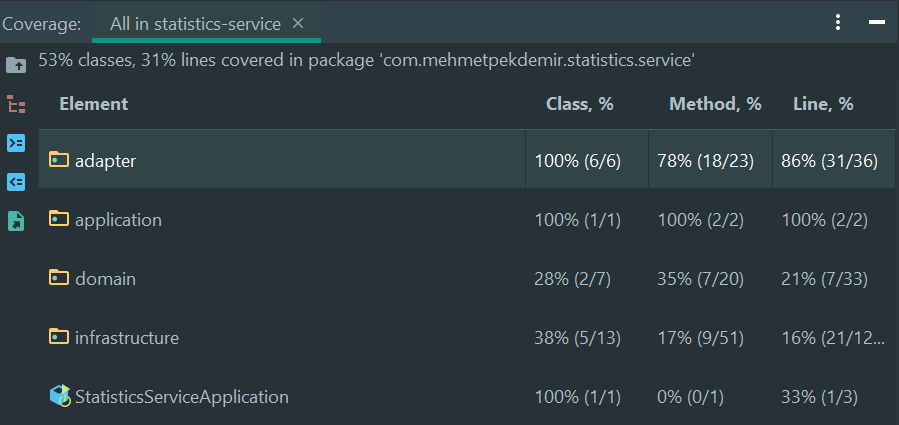 Coverage: All in statistics-service
53% classes, 31% lines covered in package 'com.mehmetpekdemir.statistics.service'
Element Class, % Method, % Line, %
adapter 100% (6/6) 78% (18/23) 86% (31/36)
application 100% (1/1) 100% (2/2) 100% (2/2)
domain 28% (2/7) 35% (7/20) 21% (7/33)
infrastructure 38% (5/13) 17% (9/51) 16% (21/12...
StatisticsServiceApplication 100% (1/1) 0% (0/1) 33% (1/3)